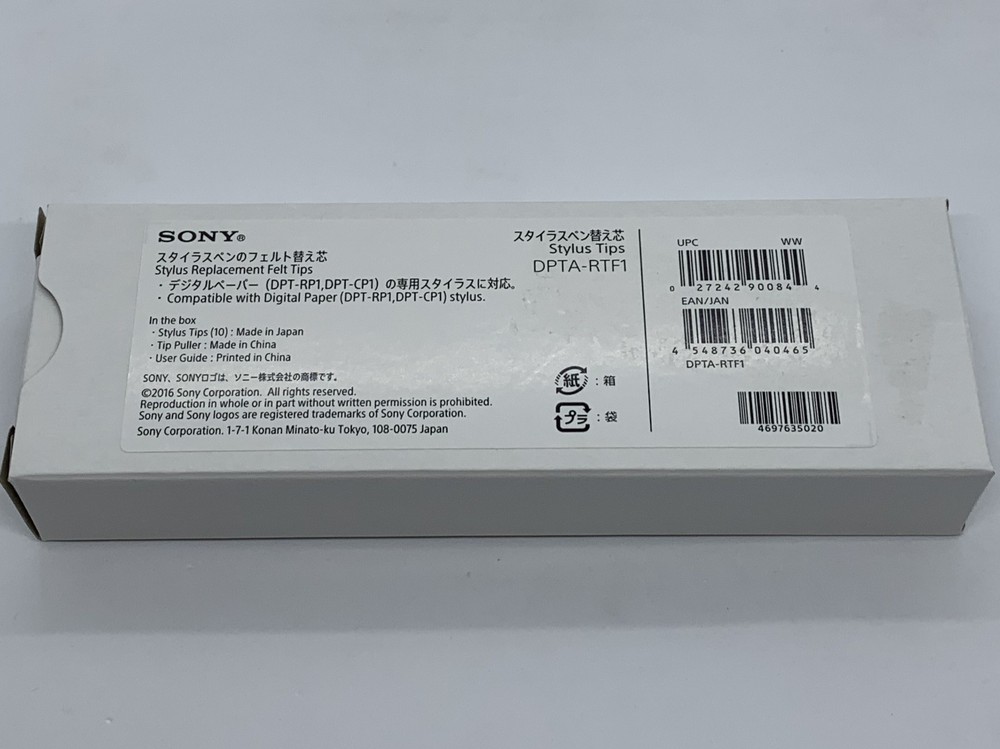 SONY®
スタイラスペンのフェルト替え芯
Stylus Replacement Felt Tips
・デジタルペーパー（DPT-RP1,DPT-CP1）の専用スタイラスに対応。
・Compatible with Digital Paper (DPT-RP1,DPT-CP1) stylus.
In the box
・Stylus Tips (10) : Made in Japan
・Tip Puller : Made in China
・User Guide : Printed in China
SONY、SONYロゴは、ソニー株式会社の商標です。
©2016 Sony Corporation. All rights reserved.
Reproduction in whole or in part without written permission is prohibited.
Sony and Sony logos are registered trademarks of Sony Corporation.
Sony Corporation. 1-7-1 Konan Minato-ku Tokyo, 108-0075 Japan
スタイラスペン替え芯
Stylus Tips
DPTA-RTF1
紙 : 箱
プラ : 袋
UPC WW
0 27242 90084 4
EAN/JAN
4 548736 040465
DPTA-RTF1
4697635020